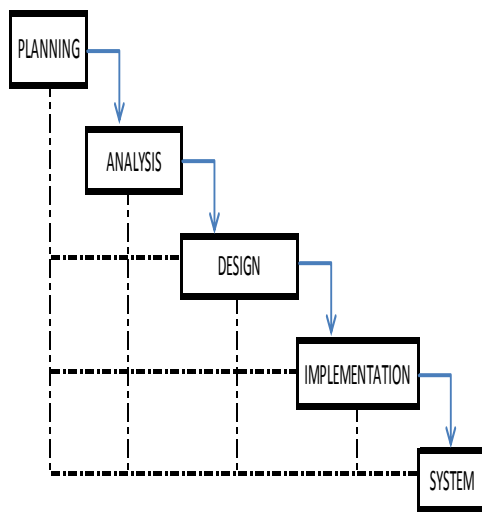 PLANNING
ANALYSIS
DESIGN
IMPLEMENTATION
SYSTEM